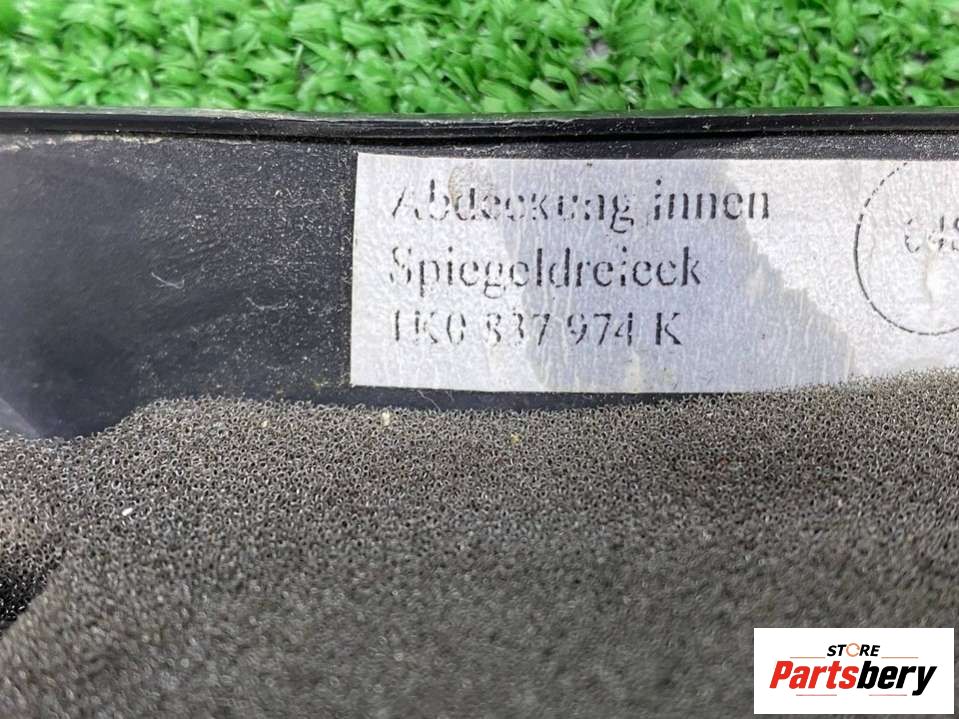 Abdeckung innen
Spiegeldreieck
1K0 837 974 K
STORE
Partsbery